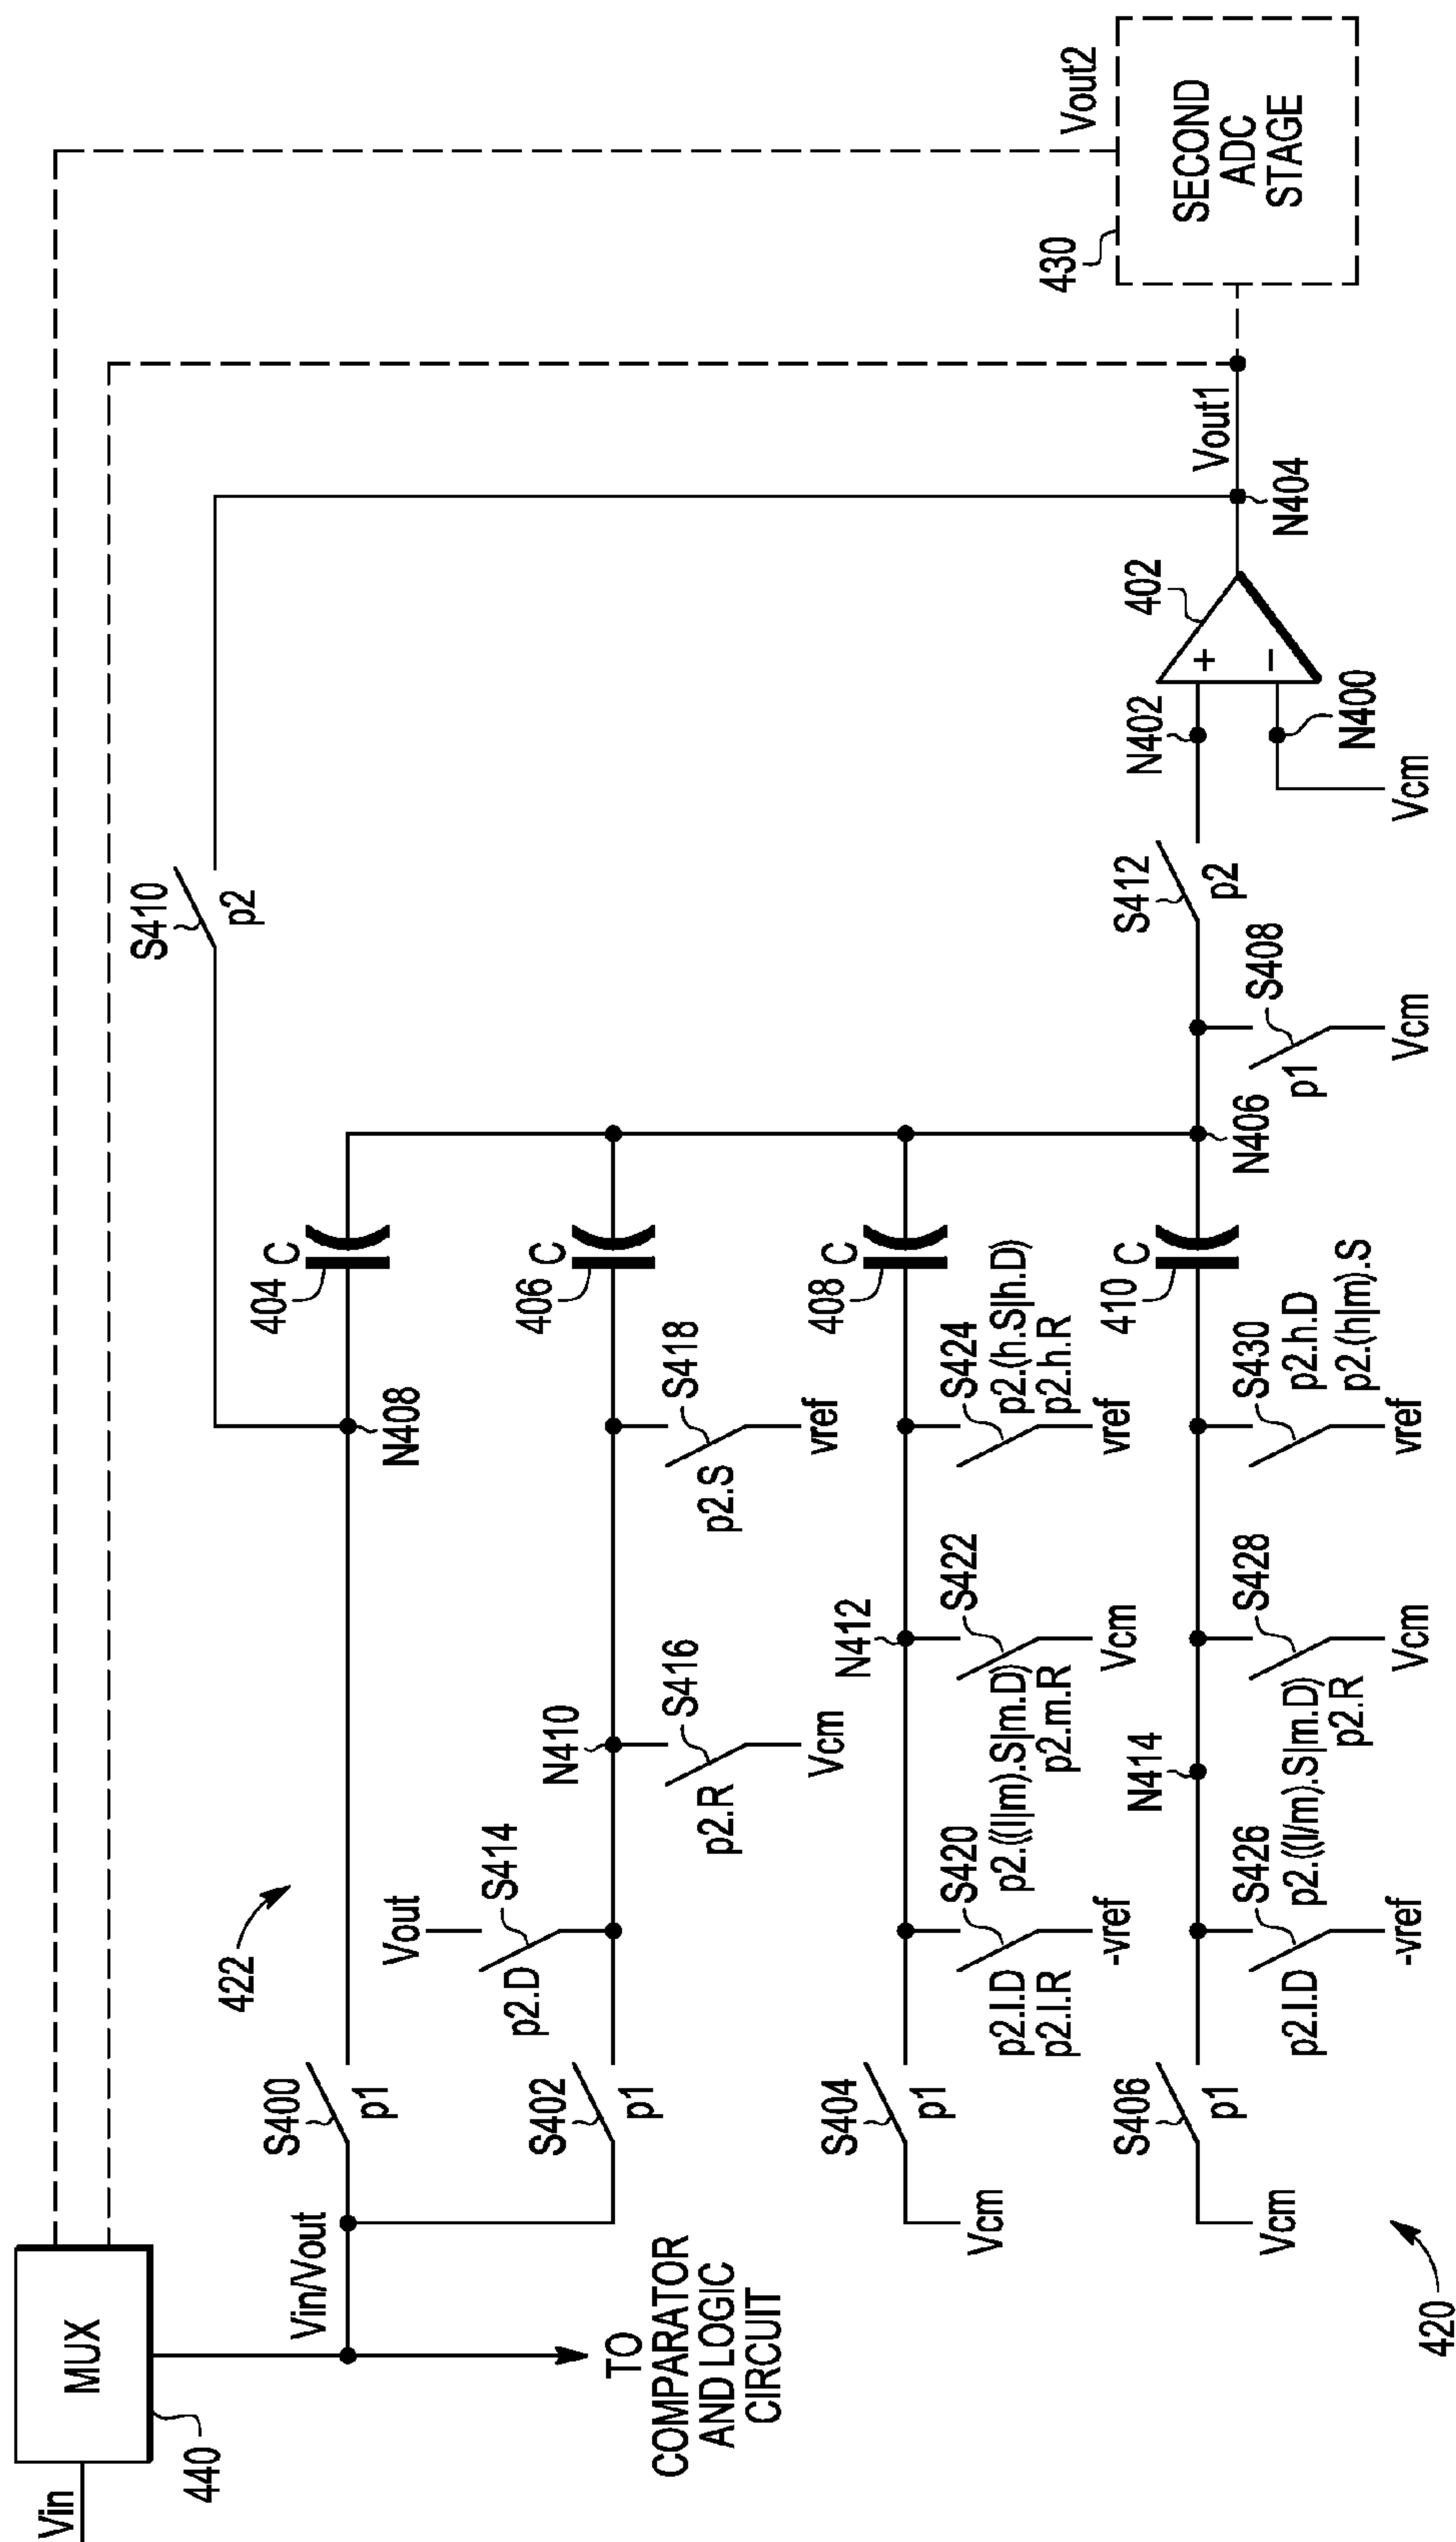 Vin
MUX
440
Vin/Vout
TO
COMPARATOR
AND LOGIC
CIRCUIT
S400
p1
422
N408
404
C
S410
p2
S402
p1
Vout
S414
p2.D
N410
S416
p2.R
Vcm
S418
p2.S
vref
406
C
Vcm
S404
p1
S420
p2.l.D
p2.l.R
-vref
N412
S422
p2.((l|m).S|m.D)
p2.m.R
Vcm
S424
p2.(h.S|h.D)
p2.h.R
vref
408
C
Vcm
S406
p1
S426
p2.l.D
-vref
N414
S428
p2.((l/m).S|m.D)
p2.R
Vcm
S430
p2.h.D
p2.(h|m).S
vref
410
C
N406
S408
p1
Vcm
S412
p2
N402
N400
Vcm
+
−
402
N404
Vout1
430
Vout2
SECOND
ADC
STAGE
420